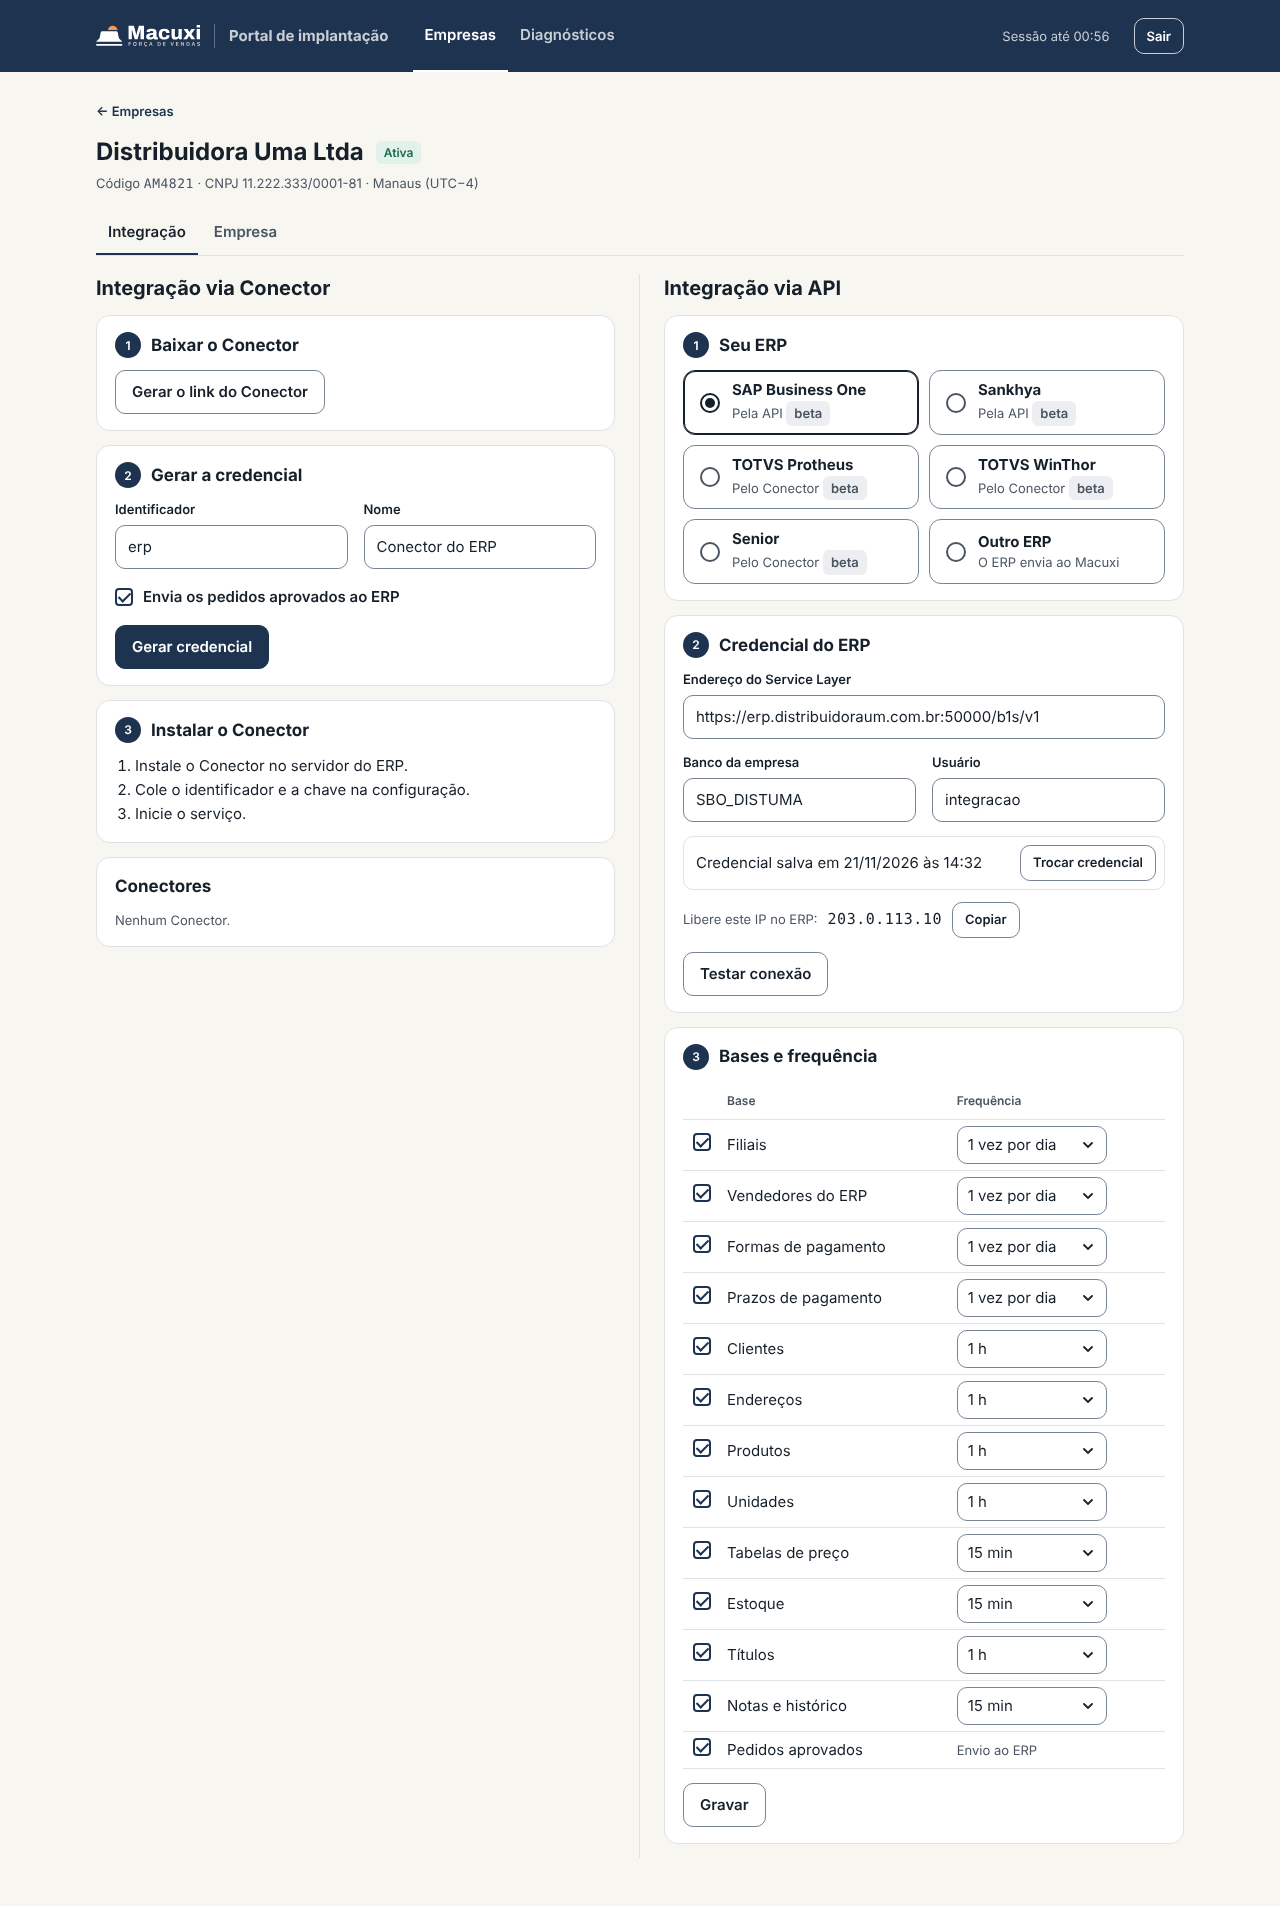 Macuxi
FORÇA DE VENDAS
Portal de implantação
Empresas
Diagnósticos
Sessão até 00:56
Sair
← Empresas
Distribuidora Uma Ltda
Ativa
Código AM4821 · CNPJ 11.222.333/0001-81 · Manaus (UTC−4)
Integração
Empresa
Integração via Conector
1 Baixar o Conector
Gerar o link do Conector
2 Gerar a credencial
Identificador
Nome
erp
Conector do ERP
Envia os pedidos aprovados ao ERP
Gerar credencial
3 Instalar o Conector
1. Instale o Conector no servidor do ERP.
2. Cole o identificador e a chave na configuração.
3. Inicie o serviço.
Conectores
Nenhum Conector.
Integração via API
1 Seu ERP
SAP Business One
Pela API beta
Sankhya
Pela API beta
TOTVS Protheus
Pelo Conector beta
TOTVS WinThor
Pelo Conector beta
Senior
Pelo Conector beta
Outro ERP
O ERP envia ao Macuxi
2 Credencial do ERP
Endereço do Service Layer
https://erp.distribuidoraum.com.br:50000/b1s/v1
Banco da empresa
Usuário
SBO_DISTUMA
integracao
Credencial salva em 21/11/2026 às 14:32
Trocar credencial
Libere este IP no ERP: 203.0.113.10
Copiar
Testar conexão
3 Bases e frequência
Base
Frequência
Filiais
1 vez por dia
Vendedores do ERP
1 vez por dia
Formas de pagamento
1 vez por dia
Prazos de pagamento
1 vez por dia
Clientes
1 h
Endereços
1 h
Produtos
1 h
Unidades
1 h
Tabelas de preço
15 min
Estoque
15 min
Títulos
1 h
Notas e histórico
15 min
Pedidos aprovados
Envio ao ERP
Gravar